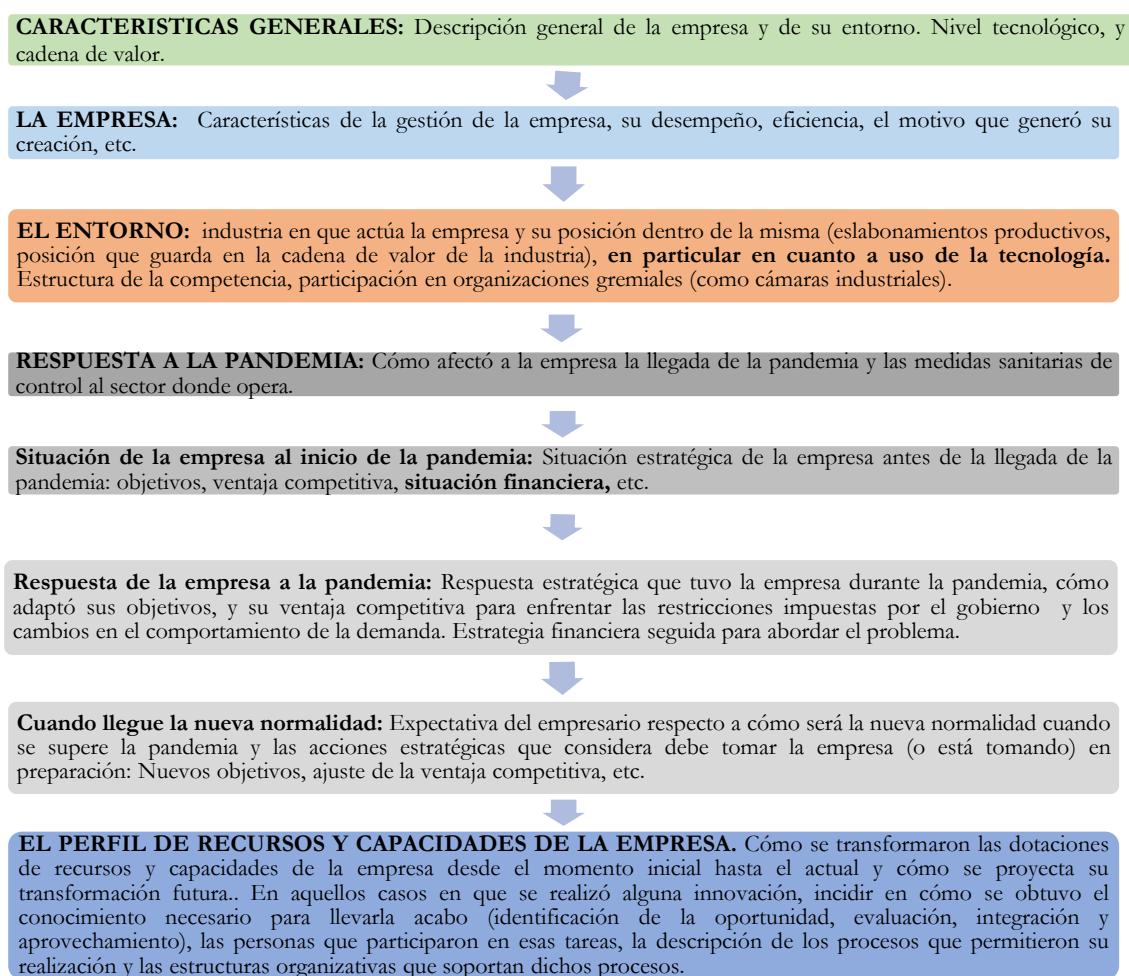 CARACTERISTICAS GENERALES: Descripción general de la empresa y de su entorno. Nivel tecnológico, y
cadena de valor.
LA EMPRESA: Características de la gestión de la empresa, su desempeño, eficiencia, el motivo que generó su
creación, etc.
EL ENTORNO: industria en que actúa la empresa y su posición dentro de la misma (eslabonamientos productivos,
posición que guarda en la cadena de valor de la industria), en particular en cuanto a uso de la tecnología.
Estructura de la competencia, participación en organizaciones gremiales (como cámaras industriales).
RESPUESTA A LA PANDEMIA: Cómo afectó a la empresa la llegada de la pandemia y las medidas sanitarias de
control al sector donde opera.
Situación de la empresa al inicio de la pandemia: Situación estratégica de la empresa antes de la llegada de la
pandemia: objetivos, ventaja competitiva, situación financiera, etc.
Respuesta de la empresa a la pandemia: Respuesta estratégica que tuvo la empresa durante la pandemia, cómo
adaptó sus objetivos, y su ventaja competitiva para enfrentar las restricciones impuestas por el gobierno y los
cambios en el comportamiento de la demanda. Estrategia financiera seguida para abordar el problema.
Cuando llegue la nueva normalidad: Expectativa del empresario respecto a cómo será la nueva normalidad cuando
se supere la pandemia y las acciones estratégicas que considera debe tomar la empresa (o está tomando) en
preparación: Nuevos objetivos, ajuste de la ventaja competitiva, etc.
EL PERFIL DE RECURSOS Y CAPACIDADES DE LA EMPRESA. Cómo se transformaron las dotaciones
de recursos y capacidades de la empresa desde el momento inicial hasta el actual y cómo se proyecta su
transformación futura.. En aquellos casos en que se realizó alguna innovación, incidir en cómo se obtuvo el
conocimiento necesario para llevarla acabo (identificación de la oportunidad, evaluación, integración y
aprovechamiento), las personas que participaron en esas tareas, la descripción de los procesos que permitieron su
realización y las estructuras organizativas que soportan dichos procesos.